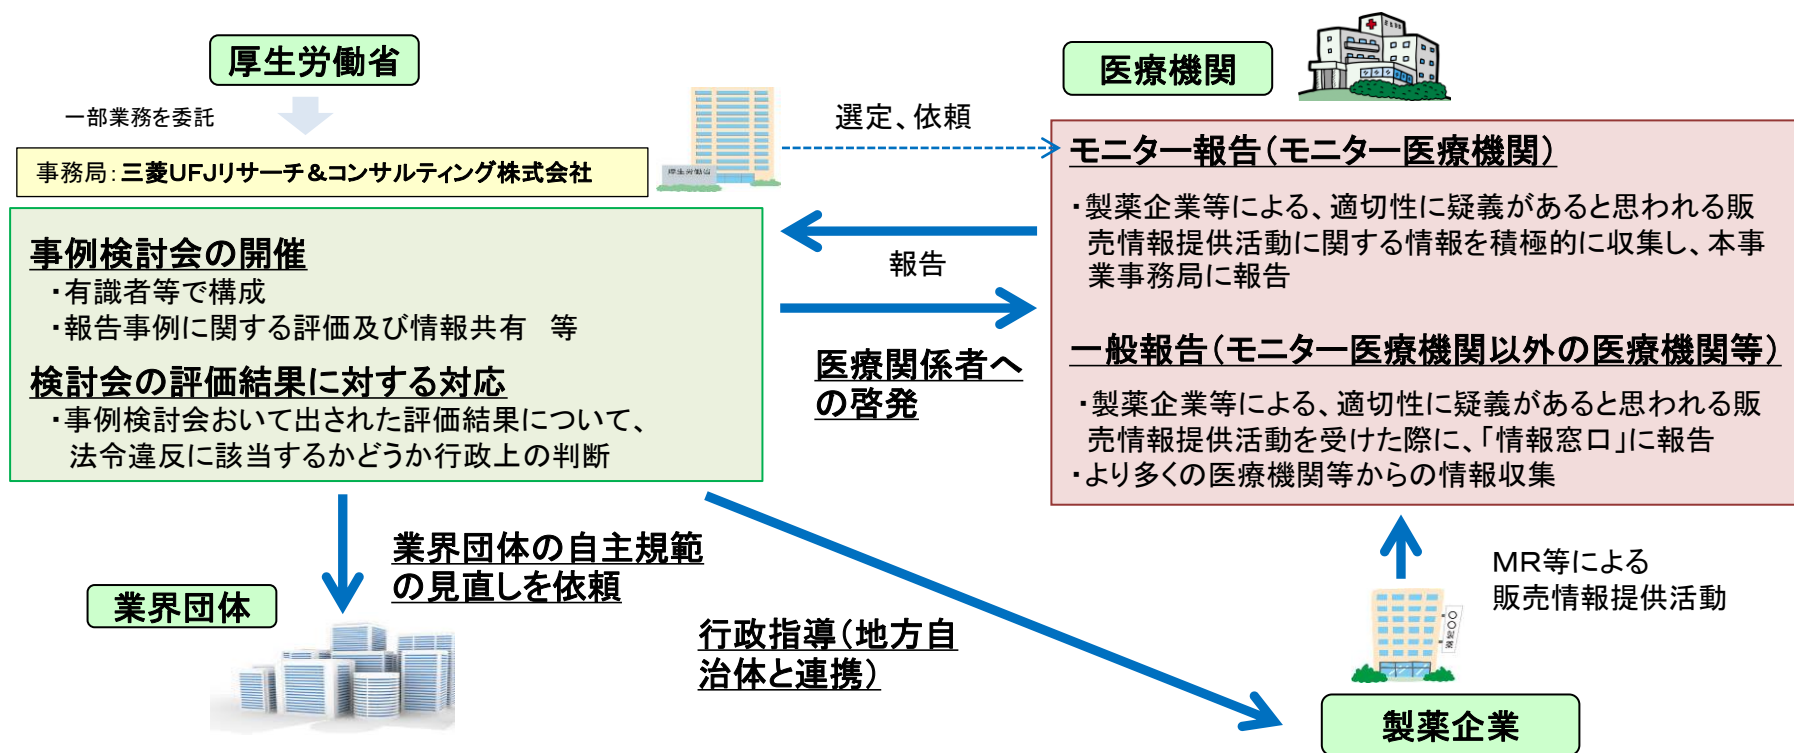 厚生労働省
一部業務を委託
事務局：三菱UFJリサーチ＆コンサルティング株式会社
厚生労働省
事例検討会の開催
・有識者等で構成
・報告事例に関する評価及び情報共有　等
検討会の評価結果に対する対応
・事例検討会おいて出された評価結果について、
法令違反に該当するかどうか行政上の判断
選定、依頼
報告
医療関係者へ
の啓発
医療機関
モニター報告（モニター医療機関）
・製薬企業等による、適切性に疑義があると思われる販
売情報提供活動に関する情報を積極的に収集し、本事
業事務局に報告
一般報告（モニター医療機関以外の医療機関等）
・製薬企業等による、適切性に疑義があると思われる販
売情報提供活動を受けた際に、「情報窓口」に報告
・より多くの医療機関等からの情報収集
業界団体の自主規範
の見直しを依頼
業界団体
行政指導（地方自
治体と連携）
MR等による
販売情報提供活動
〇〇製薬
製薬企業